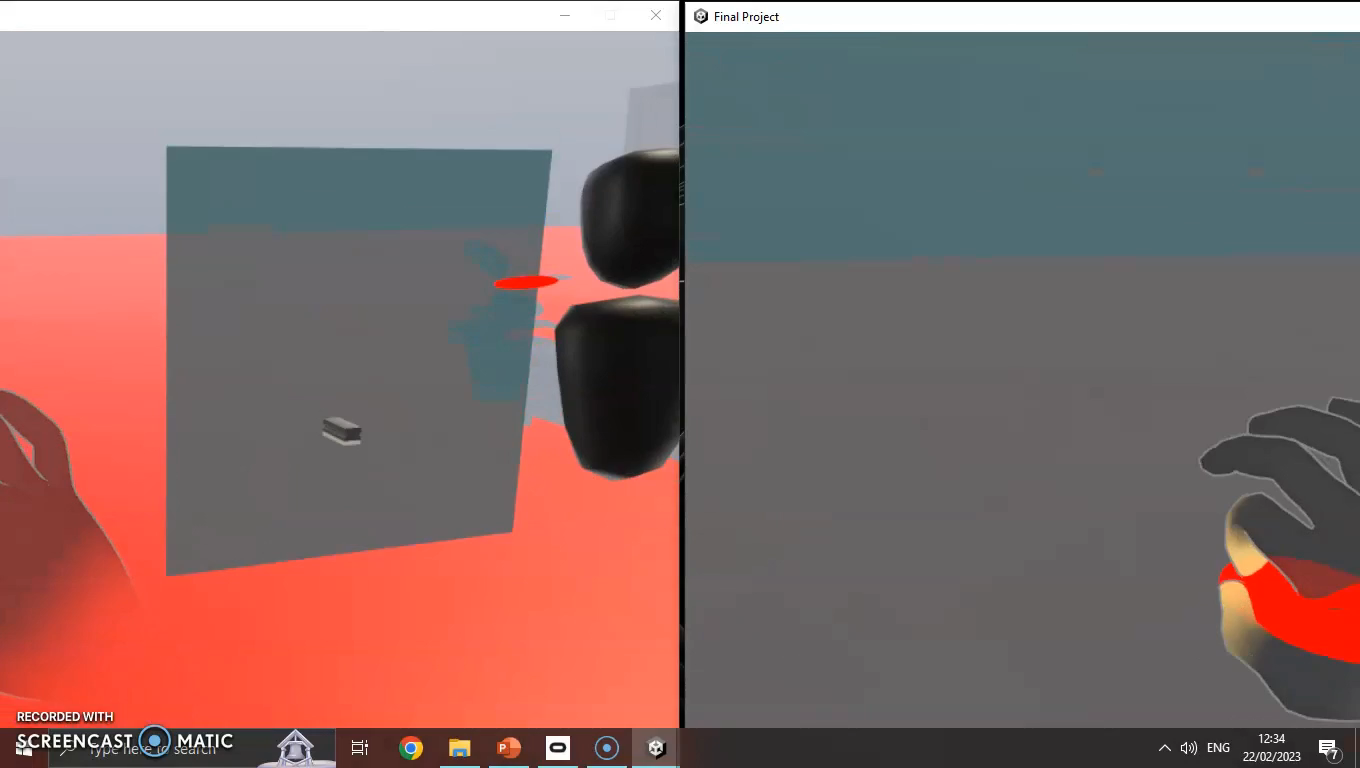 Final Project
RECORDED WITH
SCREENCAST MATIC
Type here to search
P
ENG
12:34
22/02/2023
7